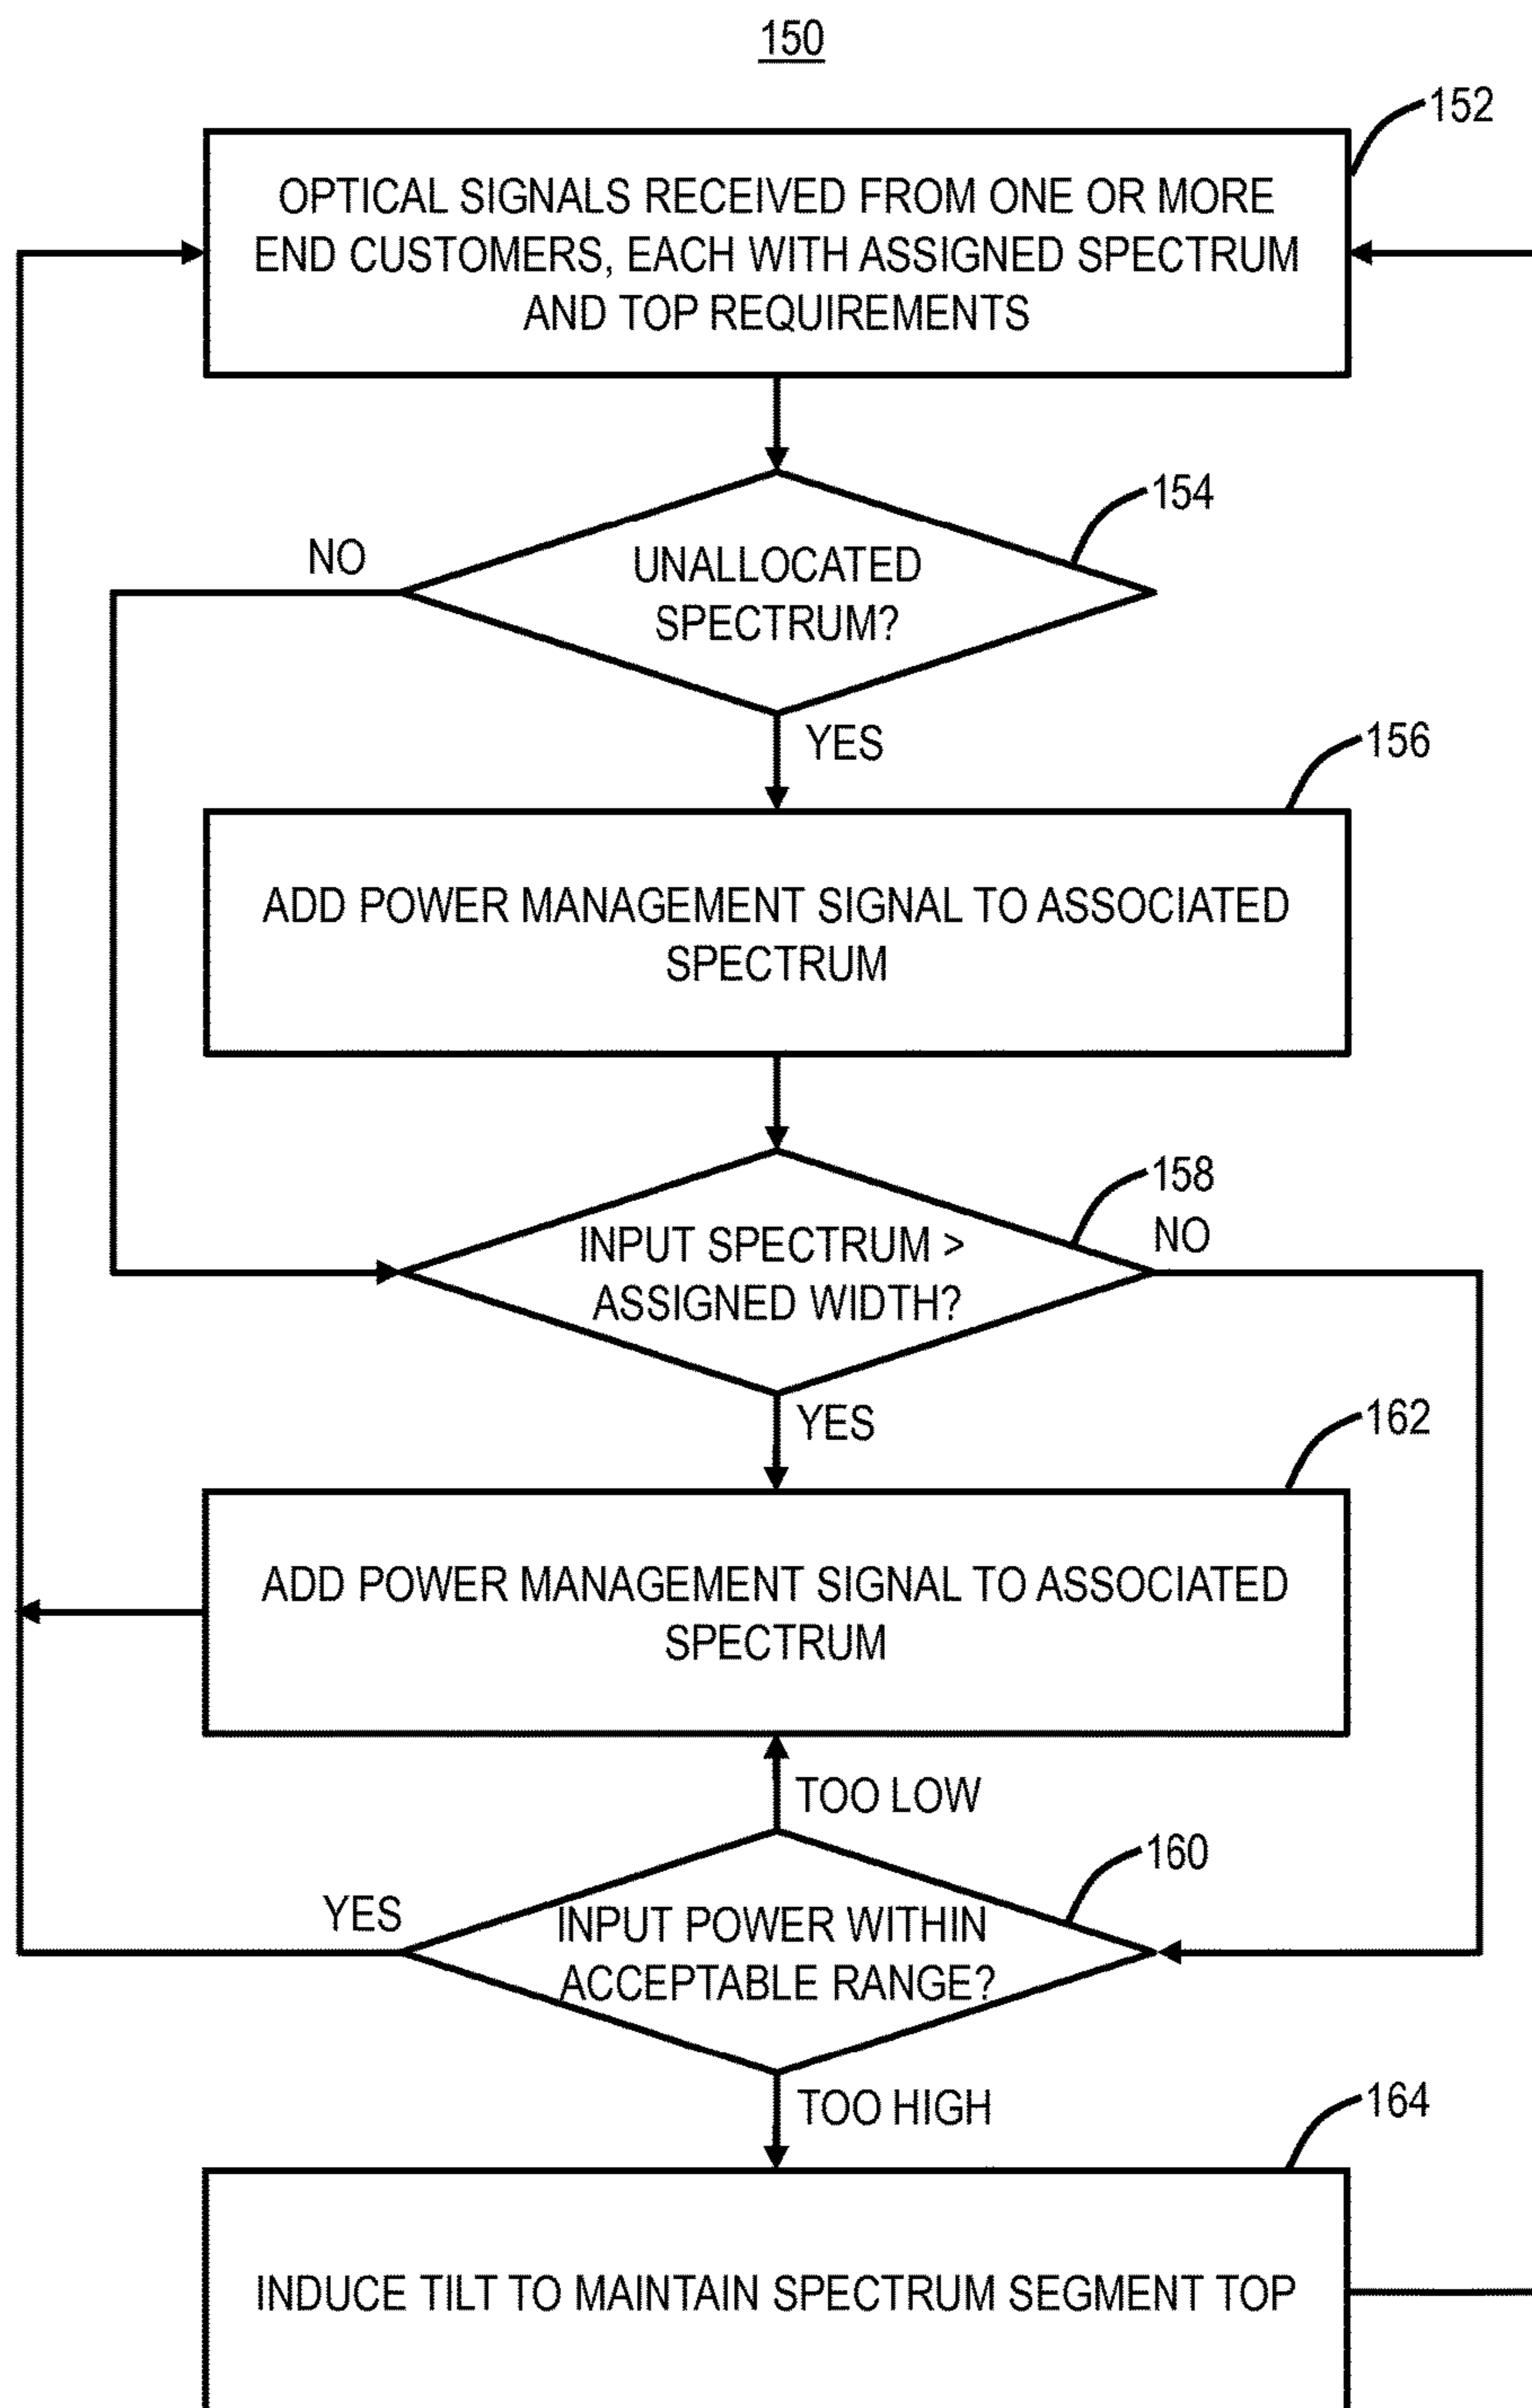 150
152
OPTICAL SIGNALS RECEIVED FROM ONE OR MORE
END CUSTOMERS, EACH WITH ASSIGNED SPECTRUM
AND TOP REQUIREMENTS
154
NO
UNALLOCATED
SPECTRUM?
YES
156
ADD POWER MANAGEMENT SIGNAL TO ASSOCIATED
SPECTRUM
158
NO
INPUT SPECTRUM >
ASSIGNED WIDTH?
YES
162
ADD POWER MANAGEMENT SIGNAL TO ASSOCIATED
SPECTRUM
TOO LOW
160
YES
INPUT POWER WITHIN
ACCEPTABLE RANGE?
TOO HIGH
164
INDUCE TILT TO MAINTAIN SPECTRUM SEGMENT TOP